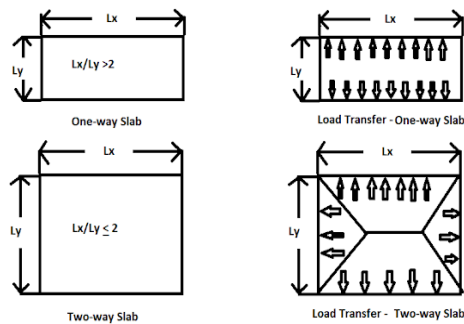 Lx
Lx
Ly
Lx/Ly >2
Ly
One-way Slab
Load Transfer - One-way Slab
Lx
Lx
Ly
Lx/Ly ≤ 2
Ly
Two-way Slab
Load Transfer - Two-way Slab